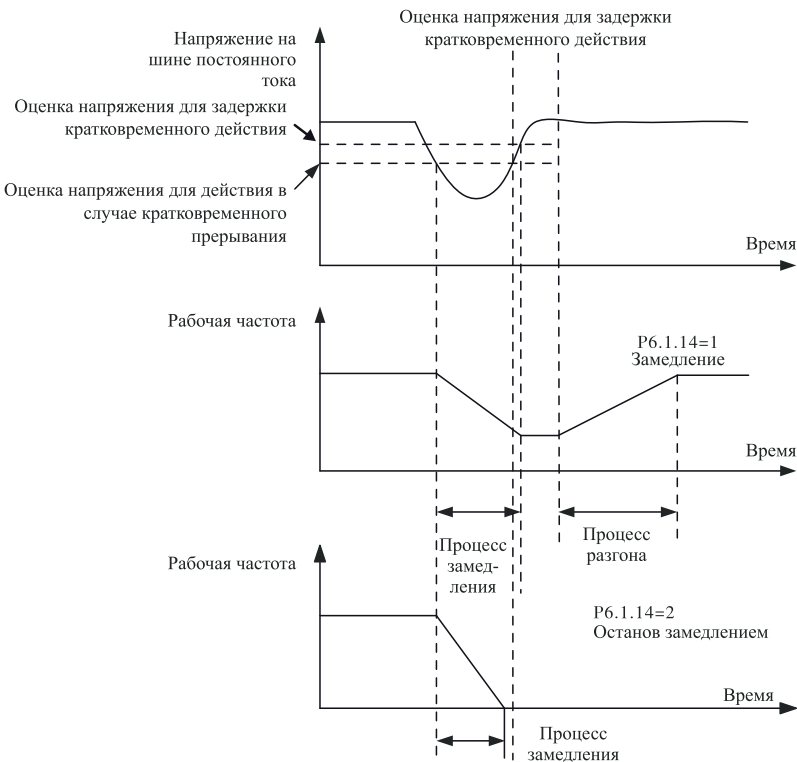 Оценка напряжения для задержки
кратковременного действия
Напряжение на
шине постоянного
тока
Оценка напряжения для задержки
кратковременного действия
Оценка напряжения для действия в
случае кратковременного
прерывания
Время
Рабочая частота
P6.1.14=1
Замедление
Время
Процесс
замед-
ления
Процесс
разгона
Рабочая частота
P6.1.14=2
Останов замедлением
Время
Процесс
замедления